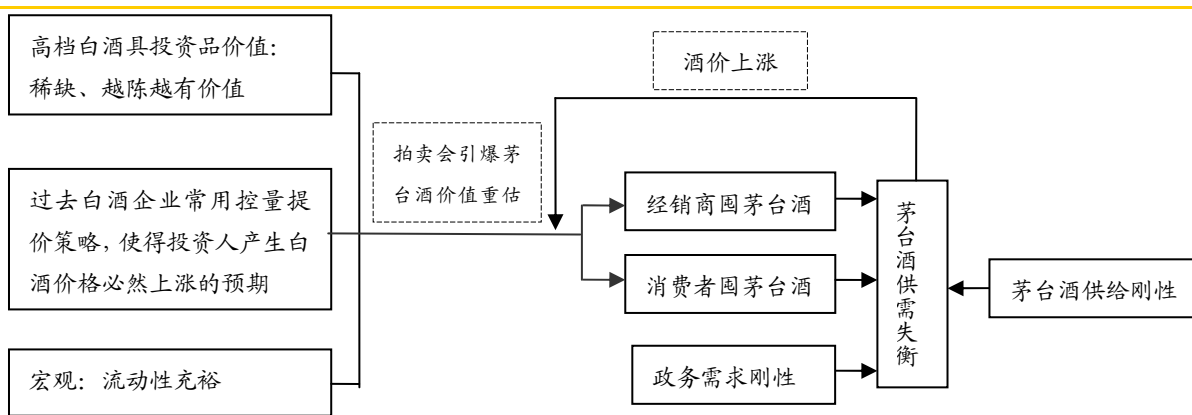 高档白酒具投资品价值：
稀缺、越陈越有价值
过去白酒企业常用控量提
价策略，使得投资人产生白
酒价格必然上涨的预期
宏观：流动性充裕
拍卖会引爆茅
台酒价值重估
酒价上涨
经销商囤茅台酒
消费者囤茅台酒
政务需求刚性
茅台酒供需失衡
茅台酒供给刚性